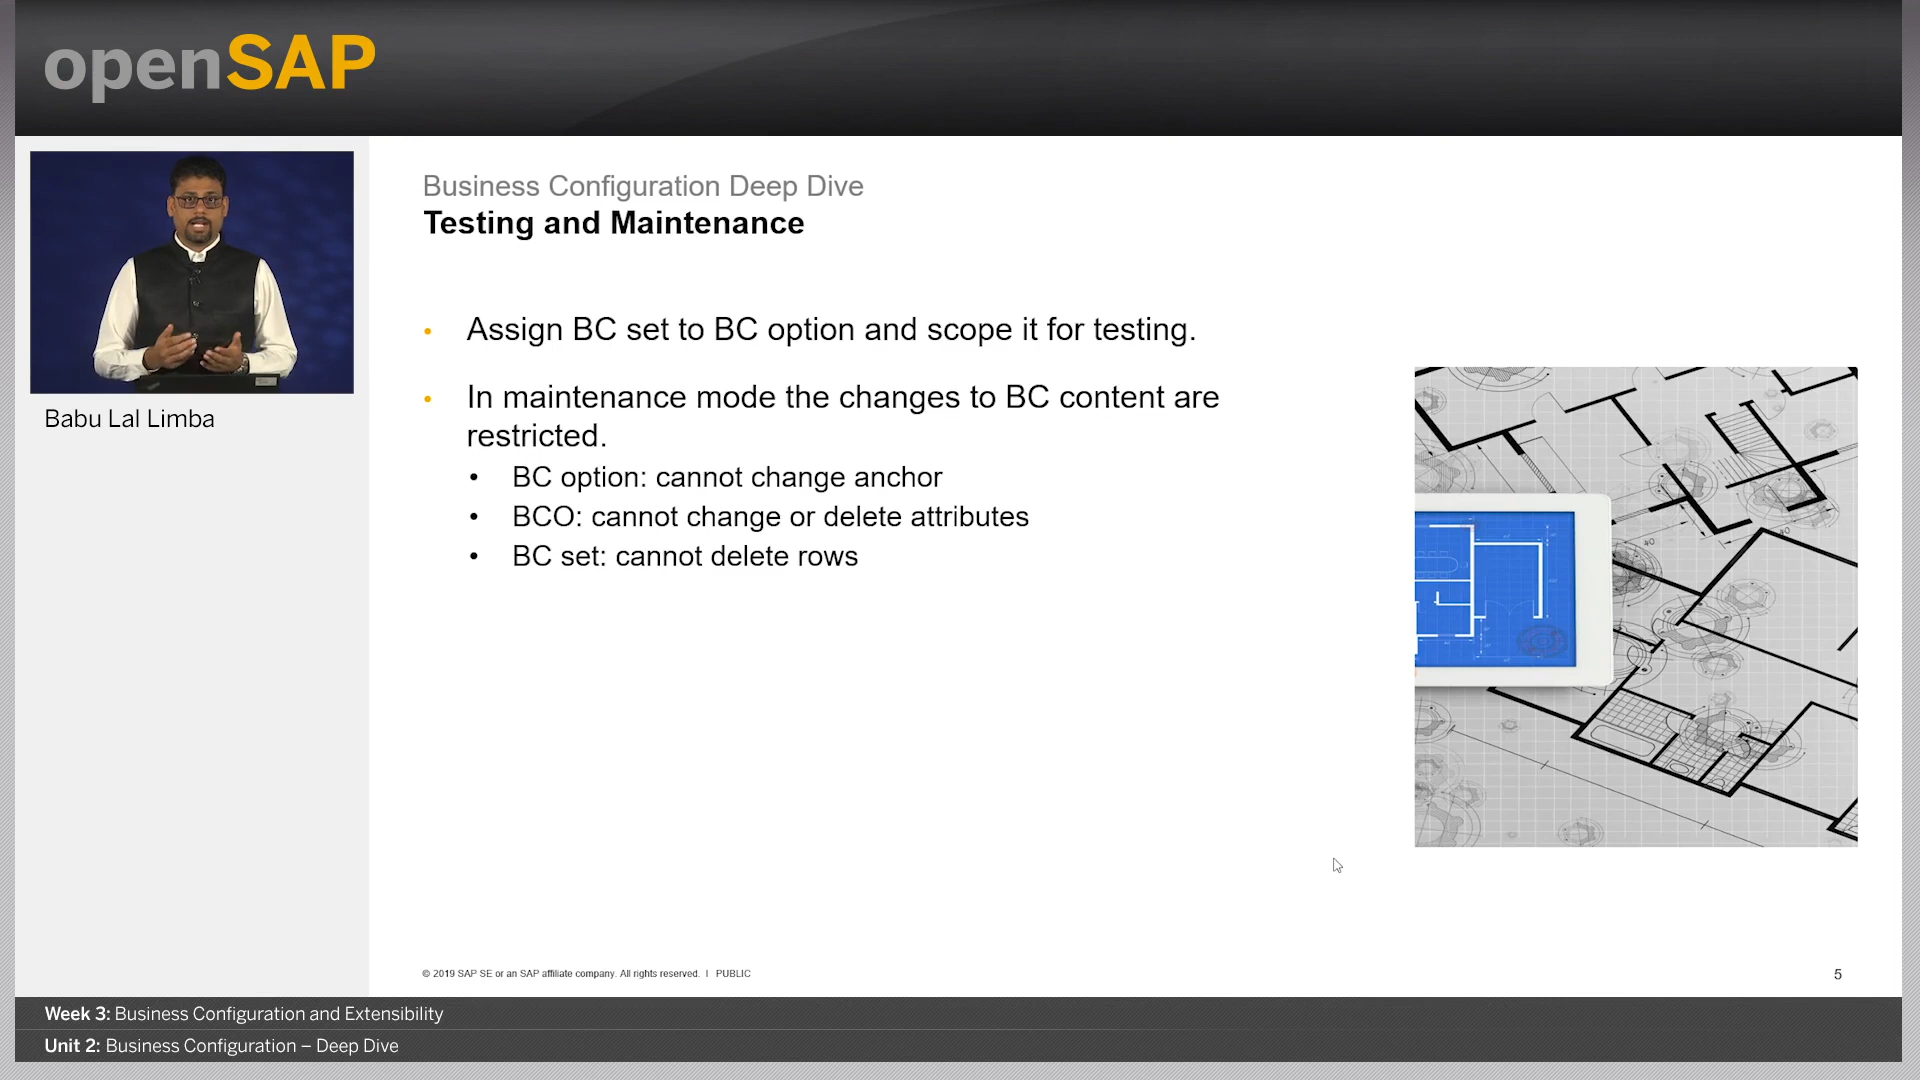 openSAP
Babu Lal Limba
Business Configuration Deep Dive
Testing and Maintenance
• Assign BC set to BC option and scope it for testing.
• In maintenance mode the changes to BC content are
restricted.
• BC option: cannot change anchor
• BCO: cannot change or delete attributes
• BC set: cannot delete rows
© 2019 SAP SE or an SAP affiliate company. All rights reserved. I PUBLIC
5
Week 3: Business Configuration and Extensibility
Unit 2: Business Configuration – Deep Dive